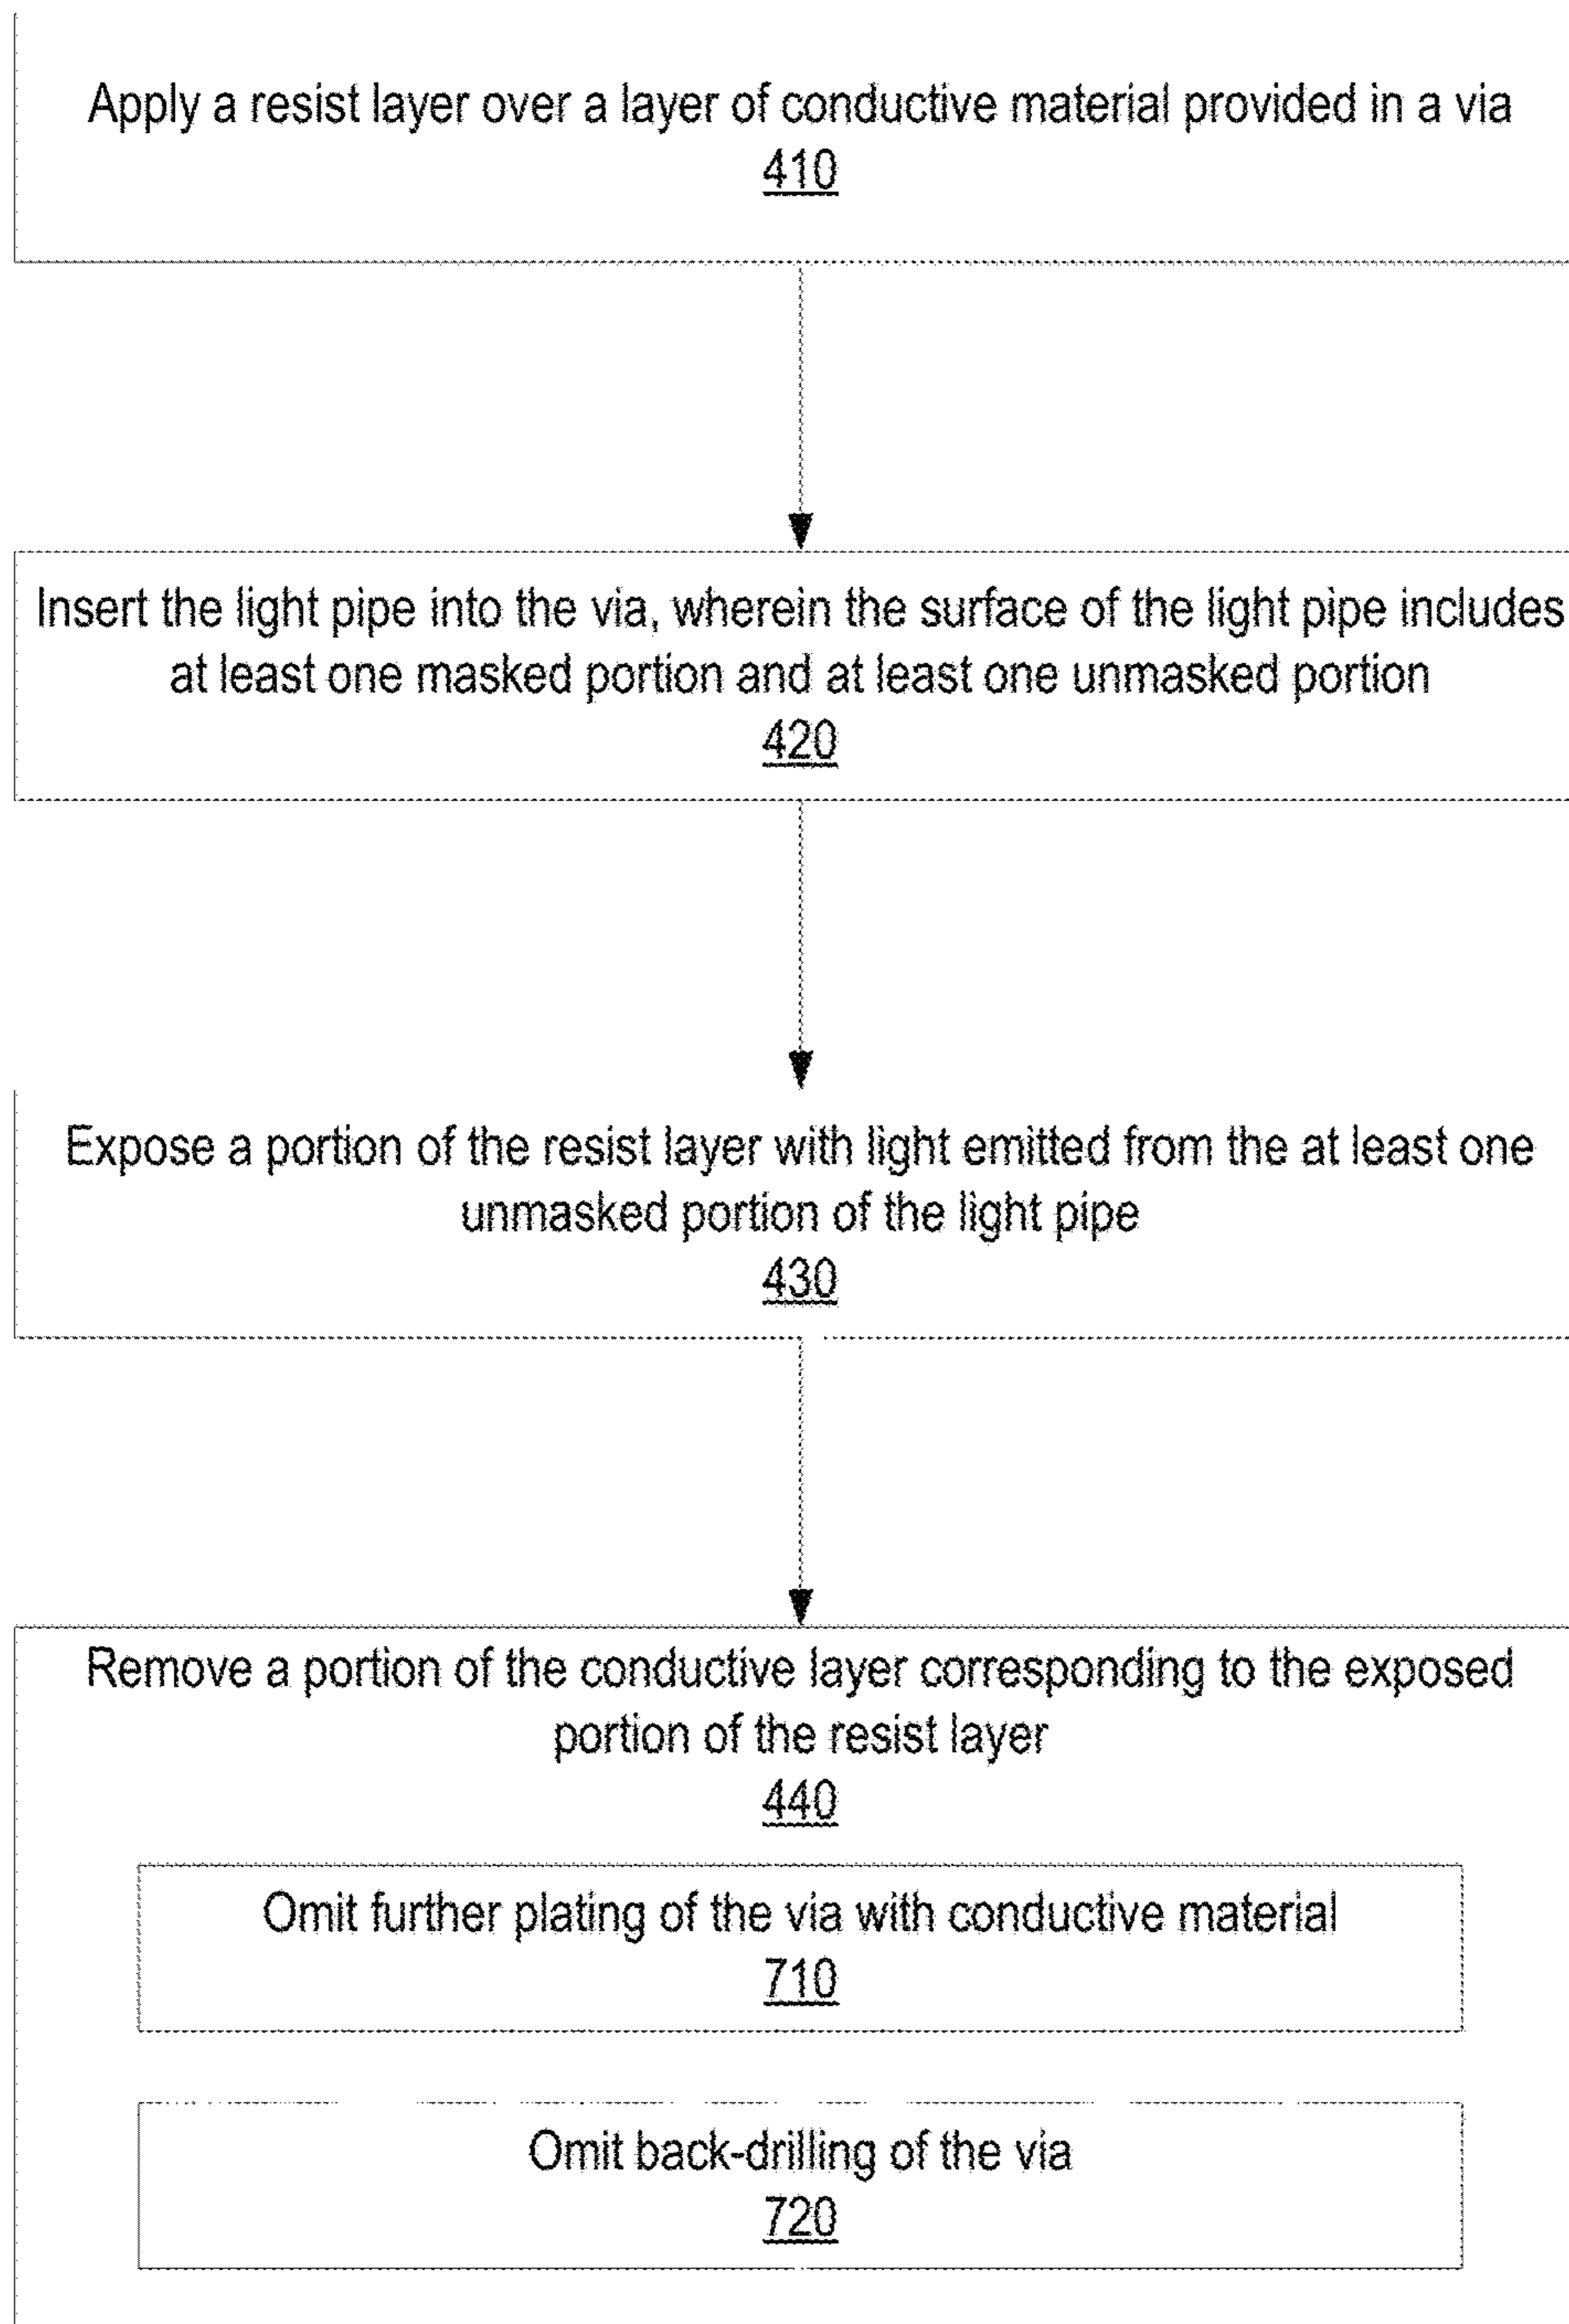 Apply a resist layer over a layer of conductive material provided in a via
410
Insert the light pipe into the via, wherein the surface of the light pipe includes
at least one masked portion and at least one unmasked portion
420
Expose a portion of the resist layer with light emitted from the at least one
unmasked portion of the light pipe
430
Remove a portion of the conductive layer corresponding to the exposed
portion of the resist layer
440
Omit further plating of the via with conductive material
710
Omit back-drilling of the via
720